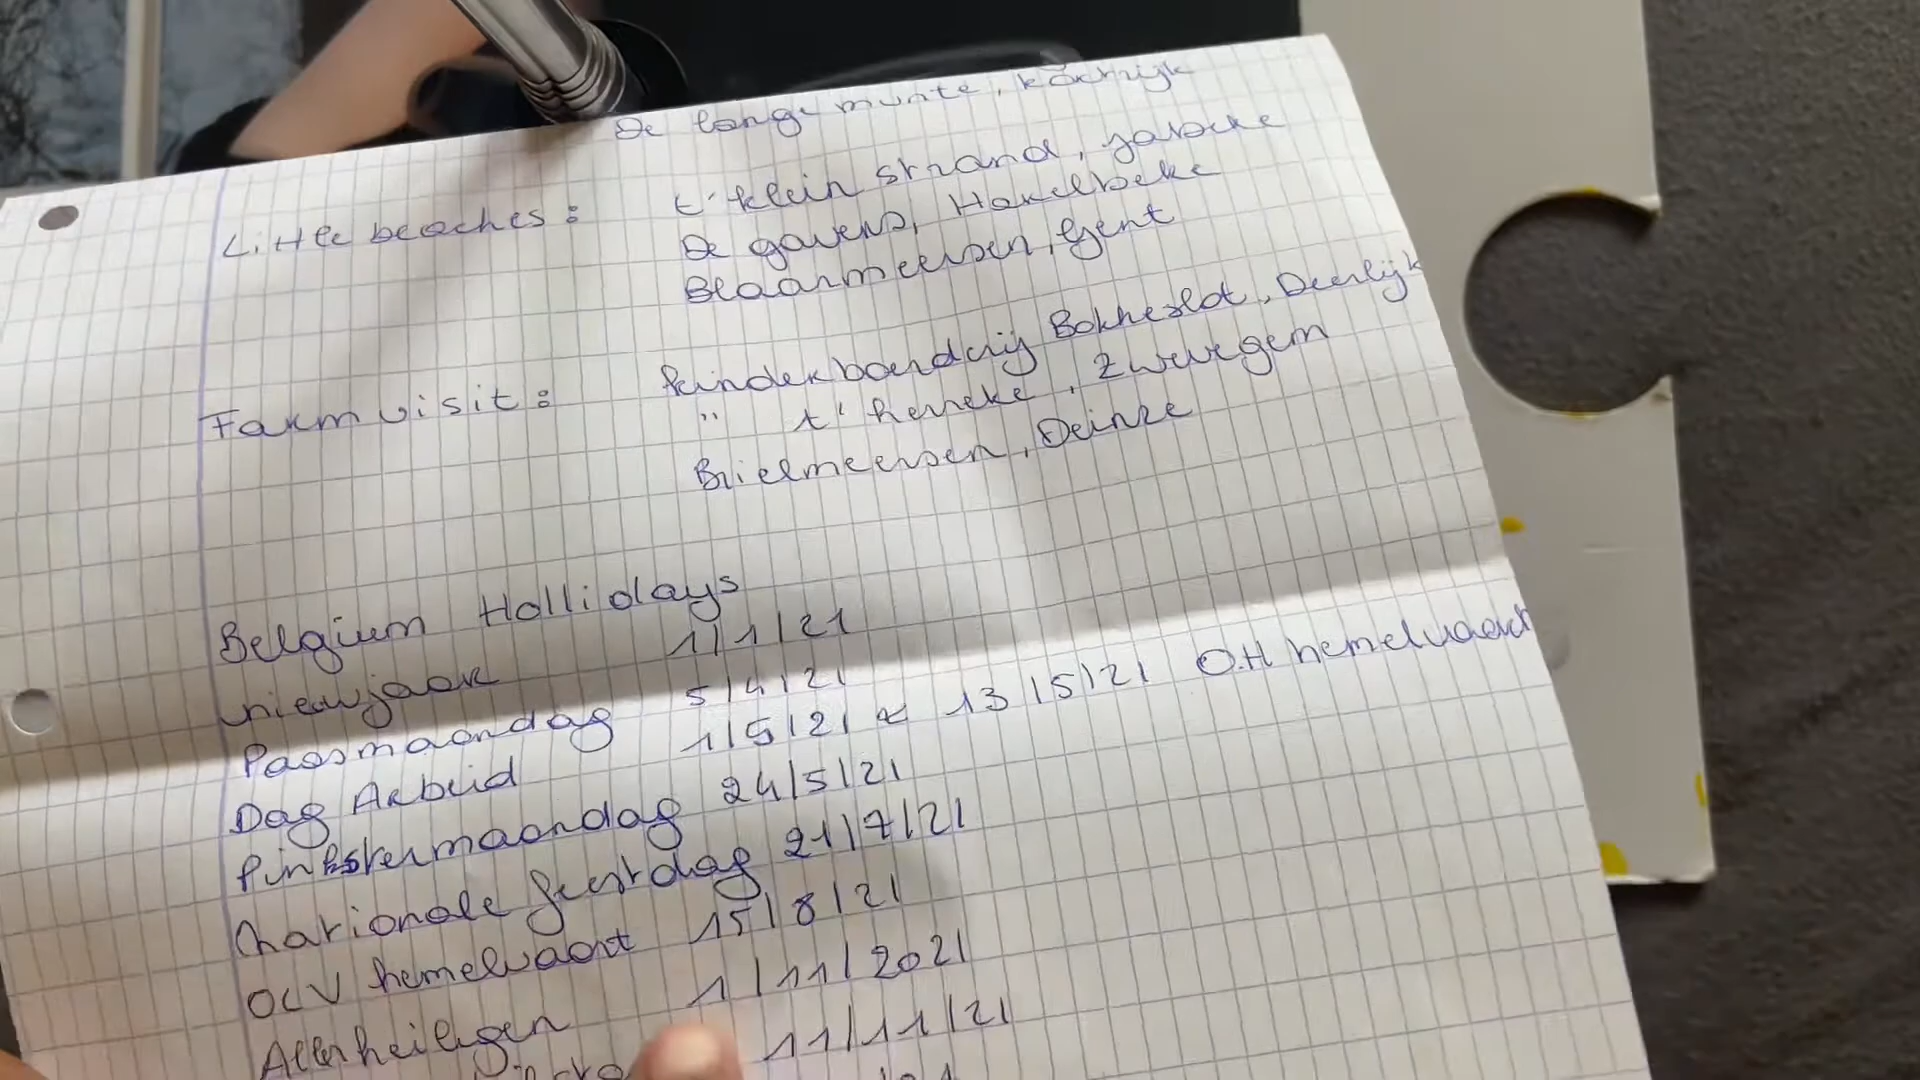 De lange munte, Kortrijk
Little beaches: t' klein strand, Jabeke
De gavers, Harelbeke
Blaarmeersen, Gent
Farm visit: kinderboerderij Bokheslot, Deerlijk
" t' herneke, Zwevegem
Brielmeersen, Deinze
Belgium Hollidays
nieuwjaar 1/1/21
Paasmaandag 5/4/21
Dag Arbeid 1/5/21 & 13/5/21 O.H hemelvaart
Pinkstermaandag 24/5/21
Nationale feestdag 21/7/21
OLV hemelvaart 15/8/21
Allerheiligen 1/11/2021
11/11/21